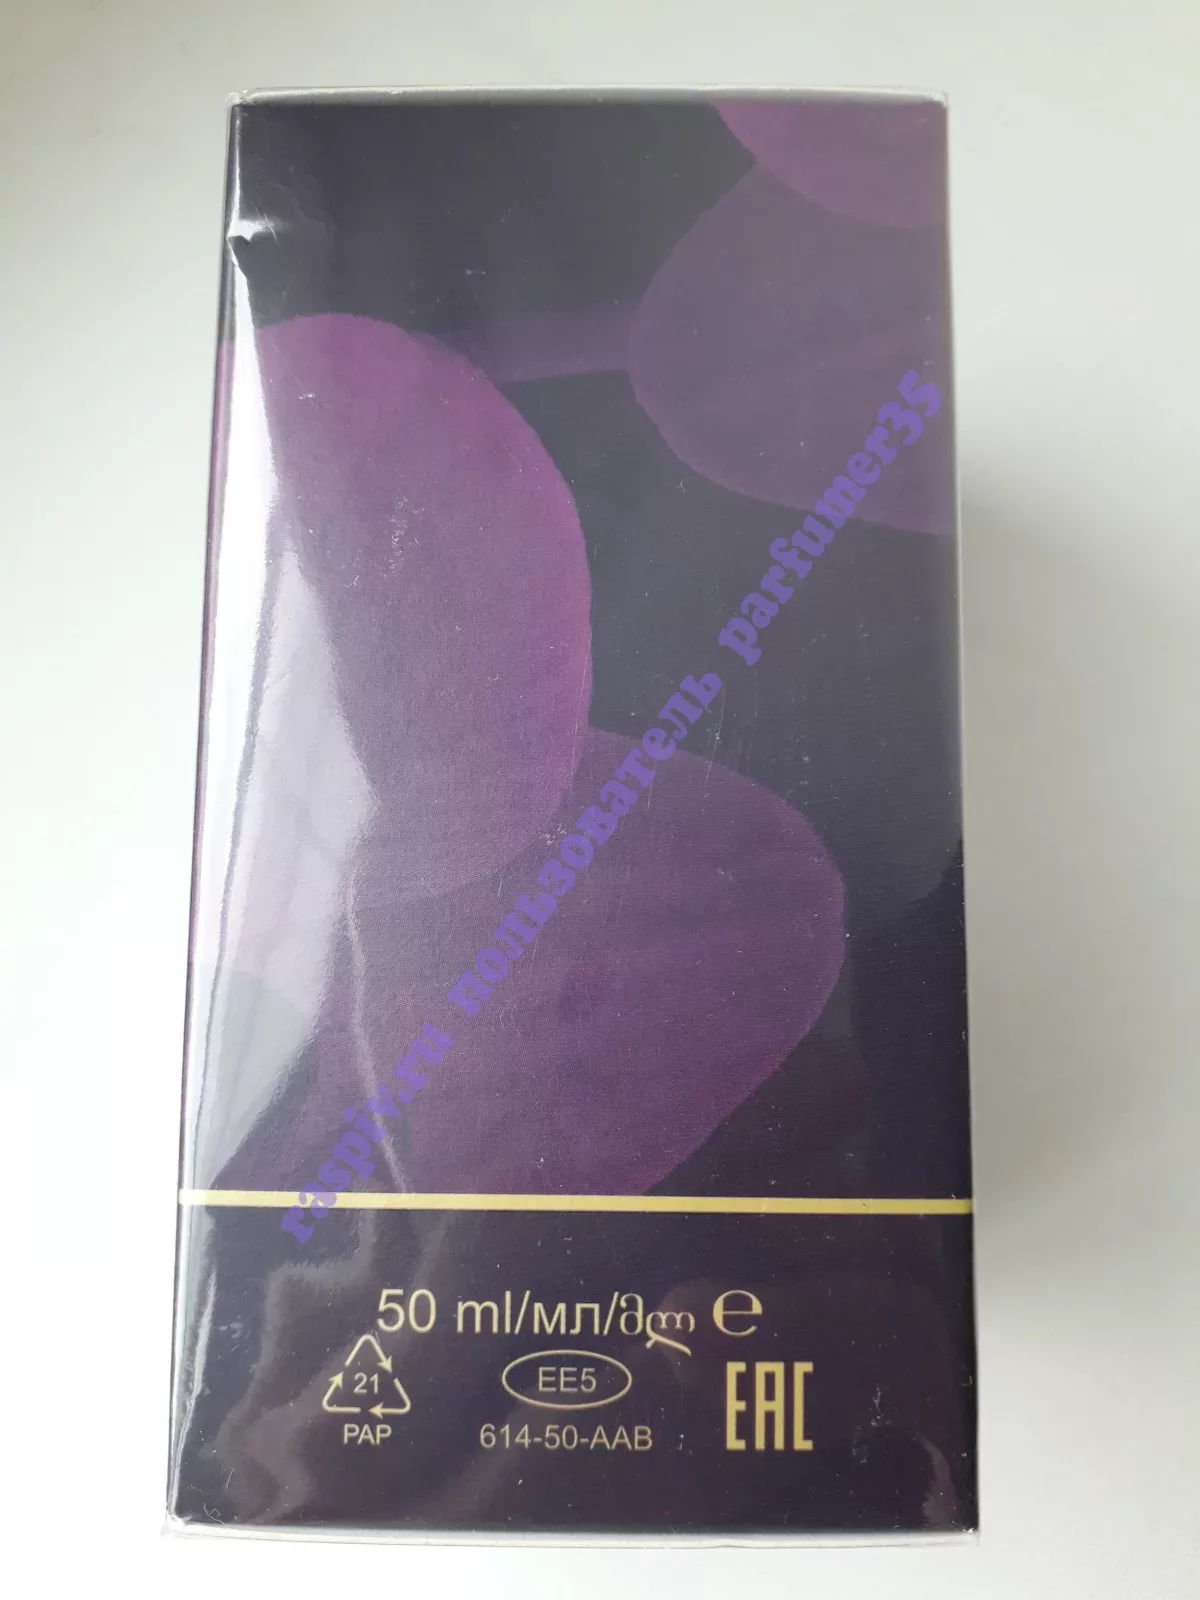 raspiv.ru пользователь parfumer35
50 ml/мл/მლ ℮
21
PAP
EE5
614-50-AAB
EAC